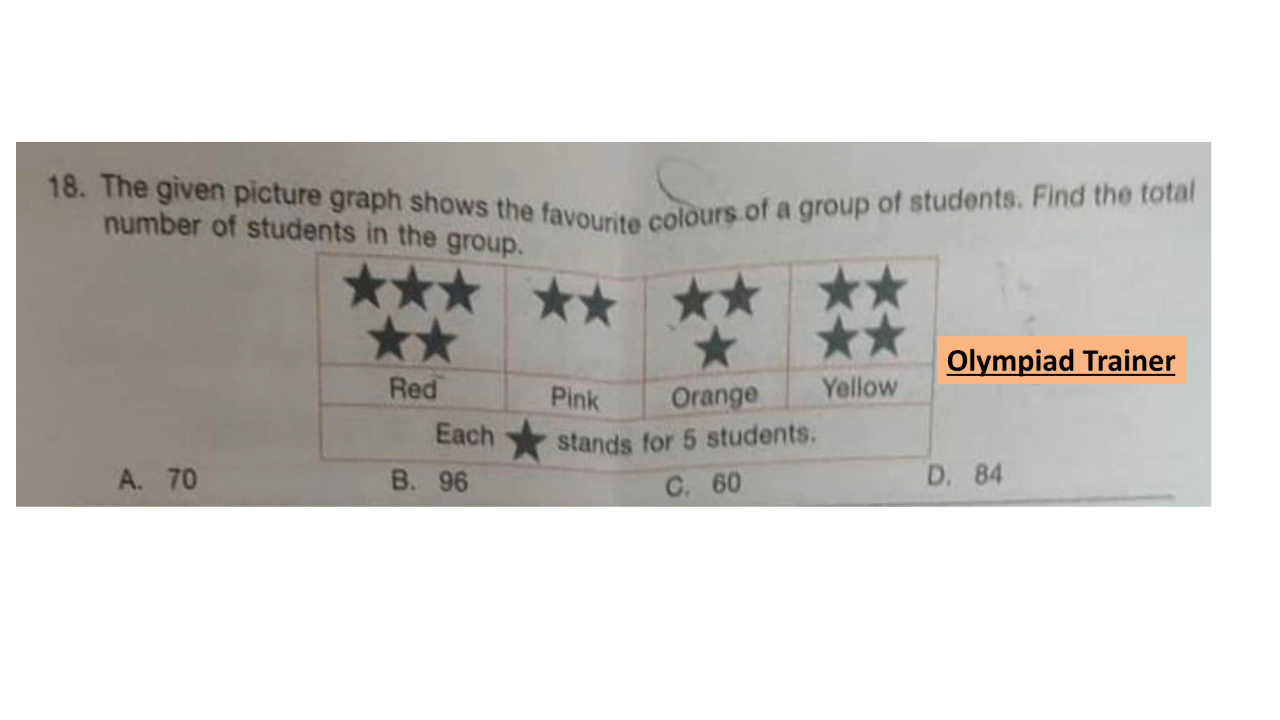 18. The given picture graph shows the favourite colours of a group of students. Find the total
number of students in the group.
Red Pink Orange Yellow
Each ★ stands for 5 students.
Olympiad Trainer
A. 70 B. 96 C. 60 D. 84